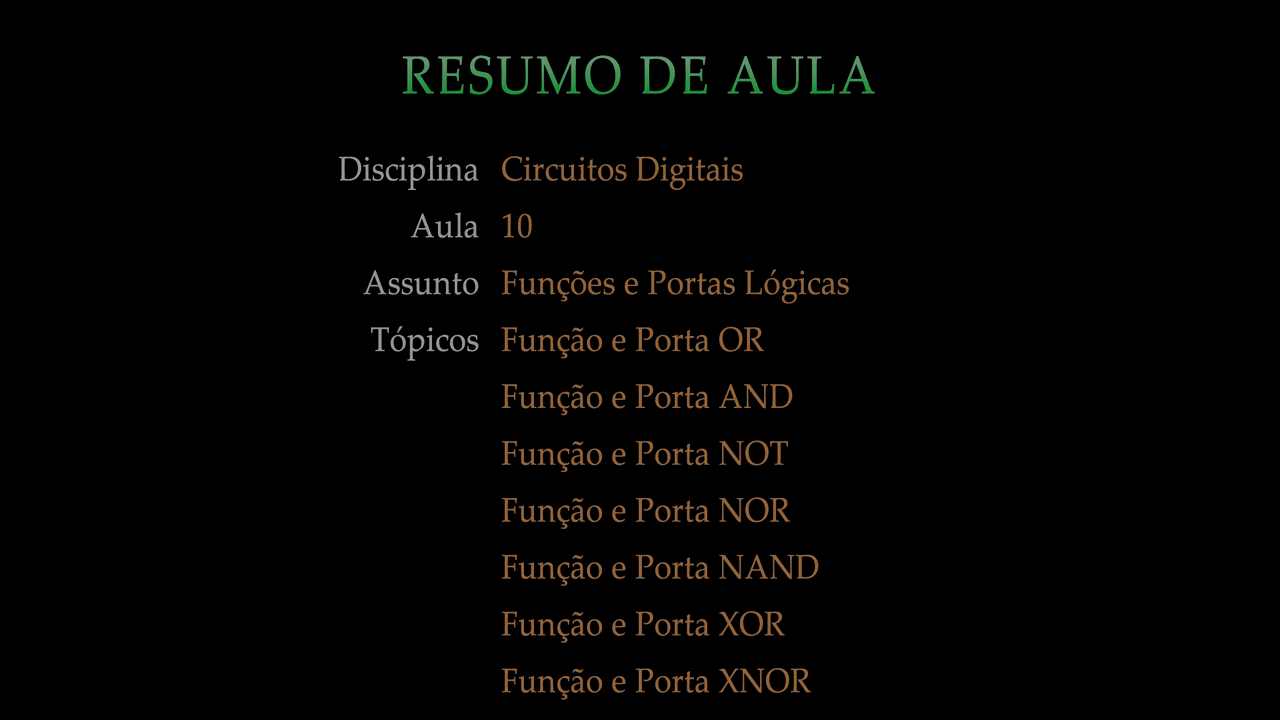 RESUMO DE AULA
Disciplina Circuitos Digitais
Aula 10
Assunto Funções e Portas Lógicas
Tópicos Função e Porta OR
Função e Porta AND
Função e Porta NOT
Função e Porta NOR
Função e Porta NAND
Função e Porta XOR
Função e Porta XNOR